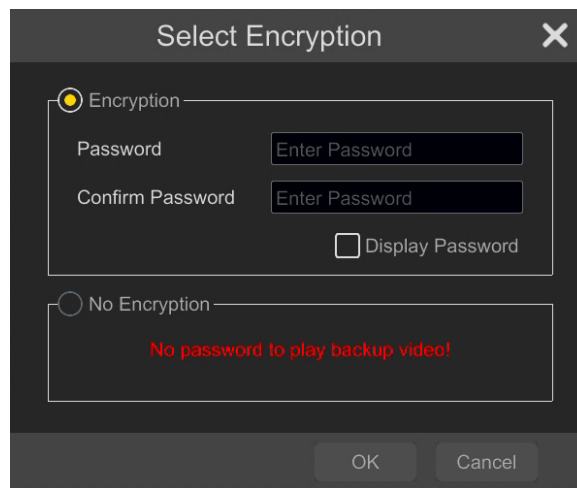 Select Encryption
Encryption
Password Enter Password
Confirm Password Enter Password
Display Password
No Encryption
No password to play backup video!
OK Cancel